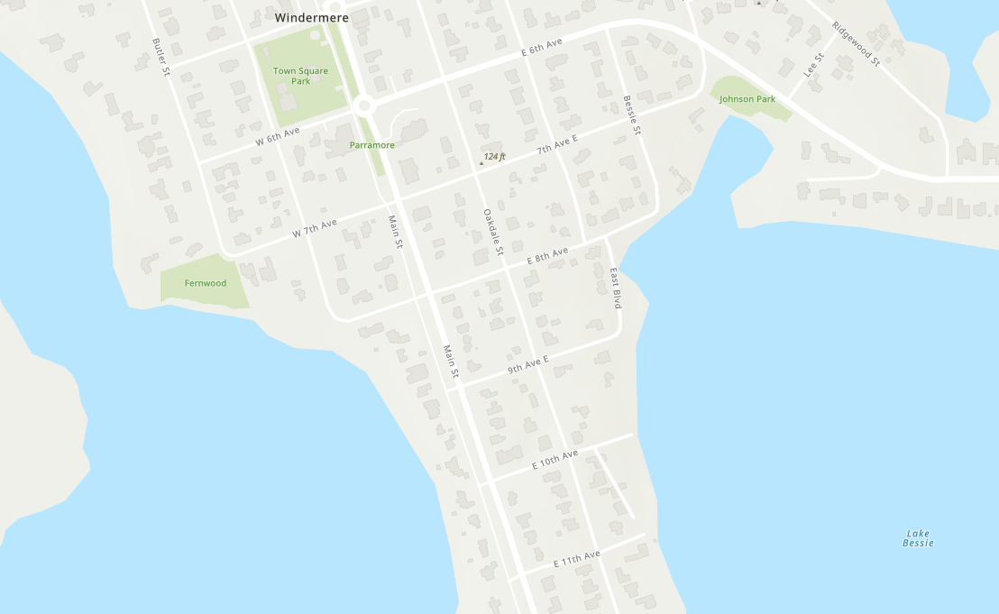 Windermere
Butler St
Ridgewood St
E 6th Ave
Lee St
Town Square
Park
Johnson Park
Bessie St
W 6th Ave
Parramore
7th Ave E
124 ft
W 7th Ave
Main St
Oakdale St
E 8th Ave
Fernwood
East Blvd
Main St
9th Ave E
E 10th Ave
Lake
Bessie
E 11th Ave